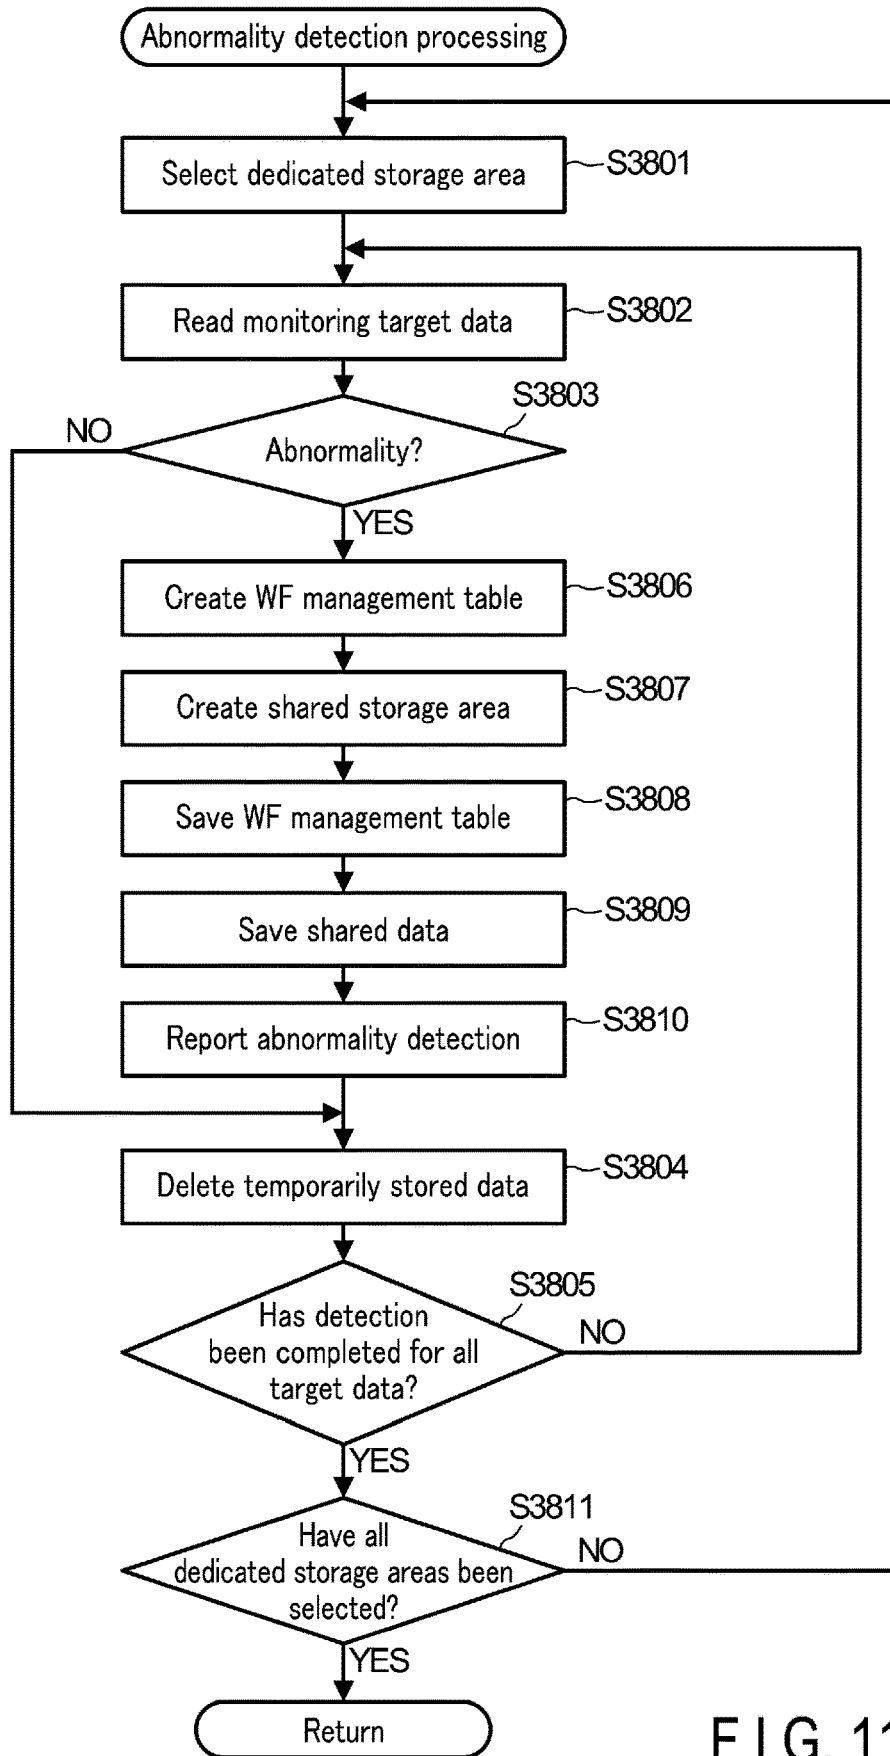 Abnormality detection processing
Select dedicated storage area
S3801
Read monitoring target data
S3802
S3803
NO
Abnormality?
YES
Create WF management table
S3806
Create shared storage area
S3807
Save WF management table
S3808
Save shared data
S3809
Report abnormality detection
S3810
Delete temporarily stored data
S3804
S3805
Has detection
been completed for all
target data?
NO
YES
S3811
Have all
dedicated storage areas been
selected?
NO
YES
Return
FIG. 11